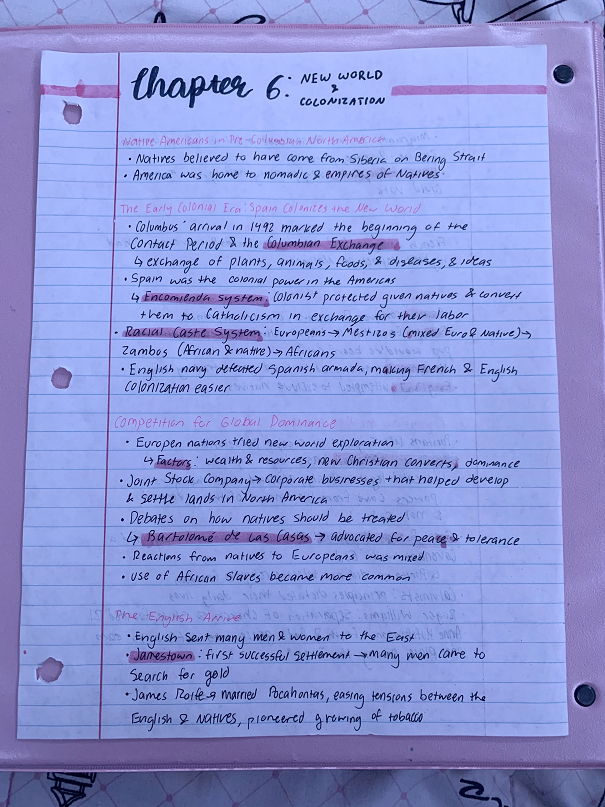 Chapter 6: NEW WORLD
&
COLONIZATION
Native Americans in Pre-Columbian North America
• Natives believed to have come from Siberia on Bering Strait
• America was home to nomadic & empires of Natives
The Early Colonial Era: Spain Colonizes the New World
• Columbus' arrival in 1492 marked the beginning of the
Contact Period & the Columbian Exchange
↳ exchange of plants, animals, foods, & diseases, & ideas
• Spain was the colonial power in the Americas
↳ Encomienda system: colonist protected given natives & convert
them to Catholicism in exchange for their labor
• Racial Caste System: Europeans → Mestizos (mixed Euro & Native) →
zambos (African & native) → Africans
• English navy defeated Spanish armada, making French & English
colonization easier
Competition for Global Dominance
• Europen nations tried new world exploration
↳ Factors: wealth & resources, new Christian converts, dominance
• Joint Stock Company → corporate businesses that helped develop
& settle lands in North America
• Debates on how natives should be treated
↳ Bartolomé de Las Casas → advocated for peace & tolerance
• Reactions from natives to Europeans was mixed
• use of African Slaves became more common
The English Arrive
• English sent many men & women to the East
• Jamestown: first successful settlement → many men came to
search for gold
• James Rolfe → married Pocahontas, easing tensions between the
English & Natives, pioneered growing of tobacco